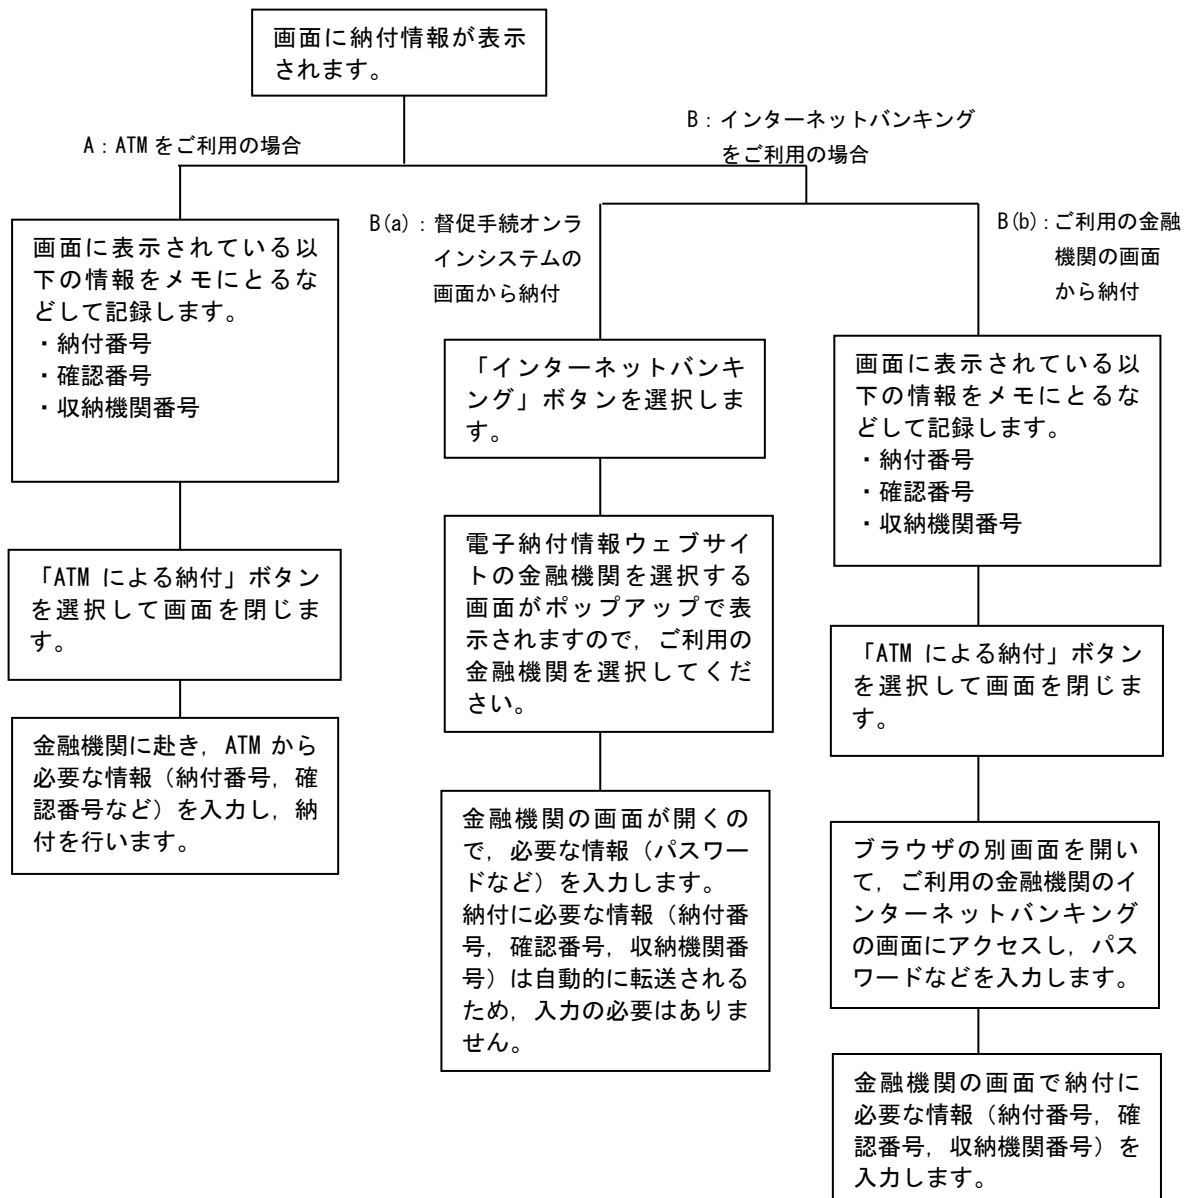 画面に納付情報が表示
されます。
A：ATMをご利用の場合
B：インターネットバンキング
をご利用の場合
画面に表示されている以
下の情報をメモにとるな
どして記録します。
・納付番号
・確認番号
・収納機関番号
「ATM による納付」ボタン
を選択して画面を閉じま
す。
金融機関に赴き，ATM から
必要な情報（納付番号，確
認番号など）を入力し，納
付を行います。
B(a)：督促手続オンラ
インシステムの
画面から納付
「インターネットバンキ
ング」ボタンを選択しま
す。
電子納付情報ウェブサイ
トの金融機関を選択する
画面がポップアップで表
示されますので，ご利用の
金融機関を選択してくだ
さい。
金融機関の画面が開くの
で，必要な情報（パスワー
ドなど）を入力します。
納付に必要な情報（納付番
号，確認番号，収納機関番
号）は自動的に転送される
ため，入力の必要はありま
せん。
B(b)：ご利用の金融
機関の画面
から納付
画面に表示されている以
下の情報をメモにとるな
どして記録します。
・納付番号
・確認番号
・収納機関番号
「ATM による納付」ボタン
を選択して画面を閉じま
す。
ブラウザの別画面を開い
て，ご利用の金融機関のイ
ンターネットバンキング
の画面にアクセスし，パス
ワードなどを入力します。
金融機関の画面で納付に
必要な情報（納付番号，確
認番号，収納機関番号）を
入力します。